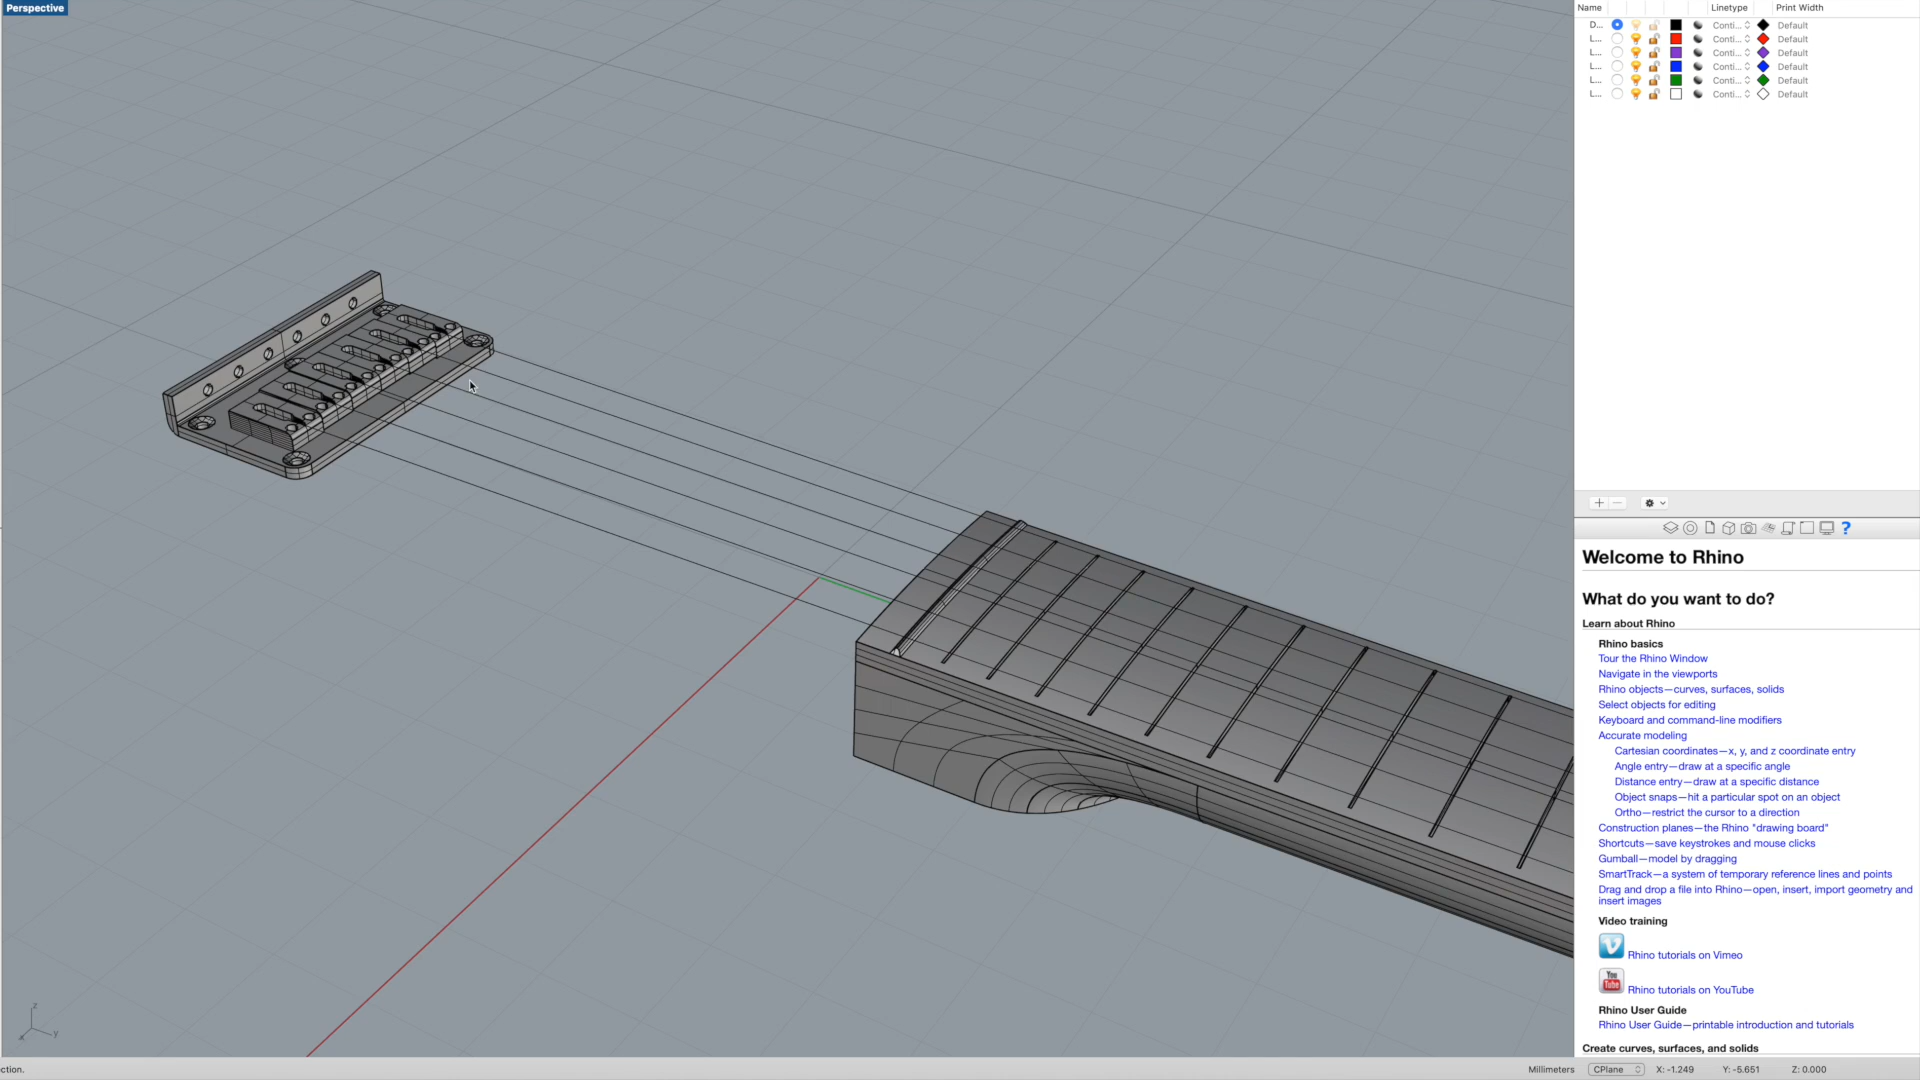 Perspective
Name Linetype Print Width
D... Conti... Default
L... Conti... Default
L... Conti... Default
L... Conti... Default
L... Conti... Default
L... Conti... Default
?
Welcome to Rhino
What do you want to do?
Learn about Rhino
Rhino basics
Tour the Rhino Window
Navigate in the viewports
Rhino objects—curves, surfaces, solids
Select objects for editing
Keyboard and command-line modifiers
Accurate modeling
Cartesian coordinates—x, y, and z coordinate entry
Angle entry—draw at a specific angle
Distance entry—draw at a specific distance
Object snaps—hit a particular spot on an object
Ortho—restrict the cursor to a direction
Construction planes—the Rhino "drawing board"
Shortcuts—save keystrokes and mouse clicks
Gumball—model by dragging
SmartTrack—a system of temporary reference lines and points
Drag and drop a file into Rhino—open, insert, import geometry and
insert images
Video training
Rhino tutorials on Vimeo
You
Tube
Rhino tutorials on YouTube
Rhino User Guide
Rhino User Guide—printable introduction and tutorials
Create curves, surfaces, and solids
z
x y
ction. Millimeters CPlane X: -1.249 Y: -5.651 Z: 0.000